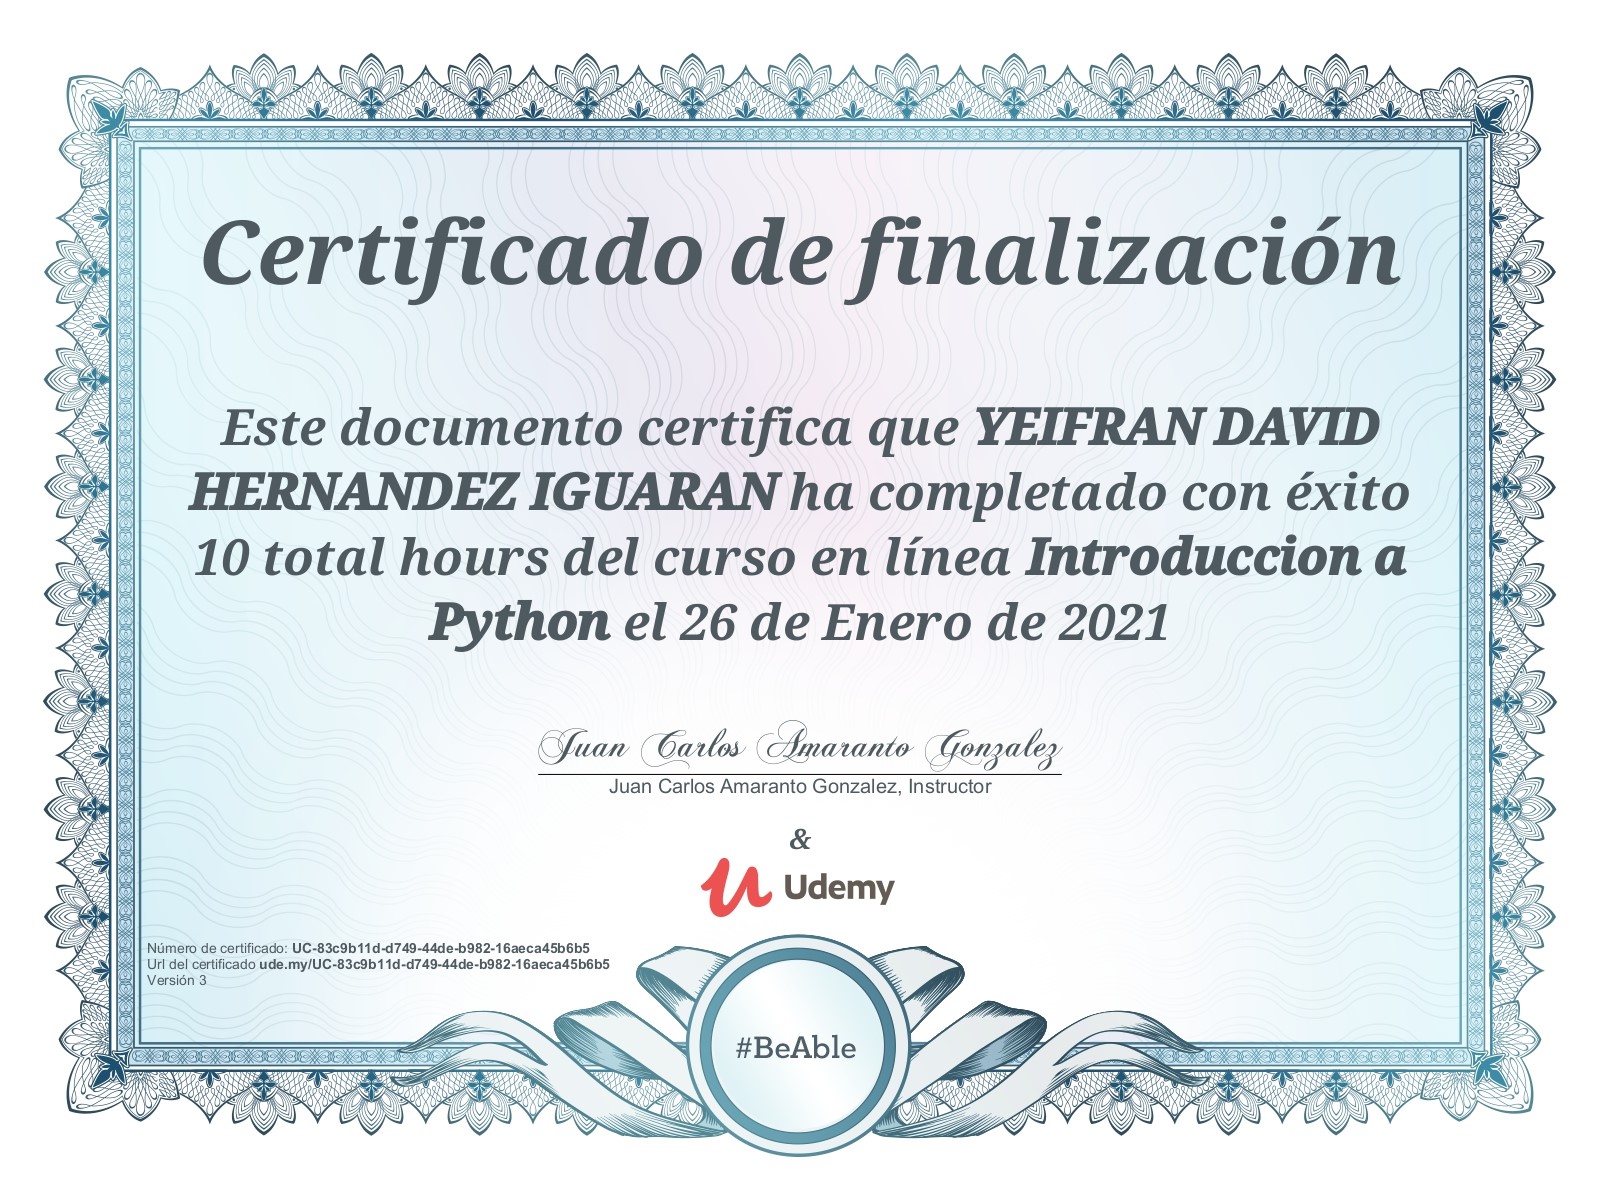 Certificado de finalización
Este documento certifica que YEIFRAN DAVID
HERNANDEZ IGUARAN ha completado con éxito
10 total hours del curso en línea Introduccion a
Python el 26 de Enero de 2021
Juan Carlos Amaranto Gonzalez
Juan Carlos Amaranto Gonzalez, Instructor
&
Udemy
Número de certificado: UC-83c9b11d-d749-44de-b982-16aeca45b6b5
Url del certificado ude.my/UC-83c9b11d-d749-44de-b982-16aeca45b6b5
Versión 3
#BeAble